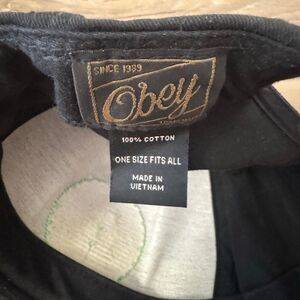 SINCE 1989
Obey
100% COTTON
ONE SIZE FITS ALL
MADE IN
VIETNAM